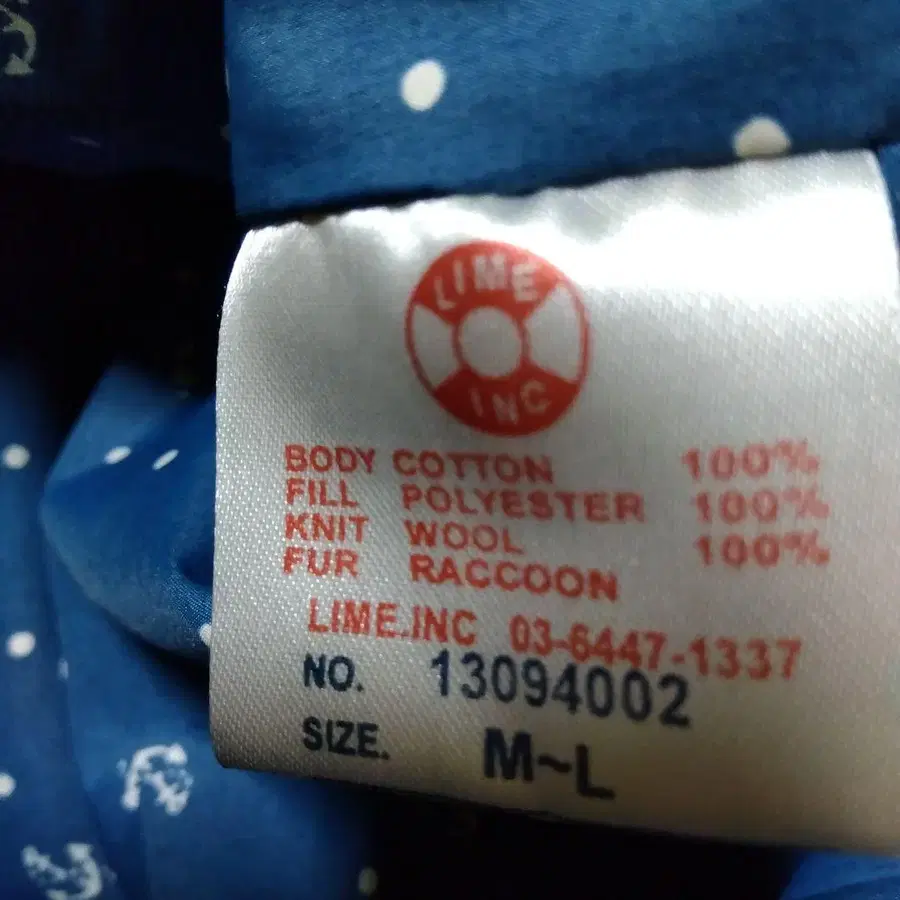 LIME
INC
BODY COTTON 100%
FILL POLYESTER 100%
KNIT WOOL 100%
FUR RACCOON
LIME.INC 03-6447-1337
NO. 13094002
SIZE. M~L